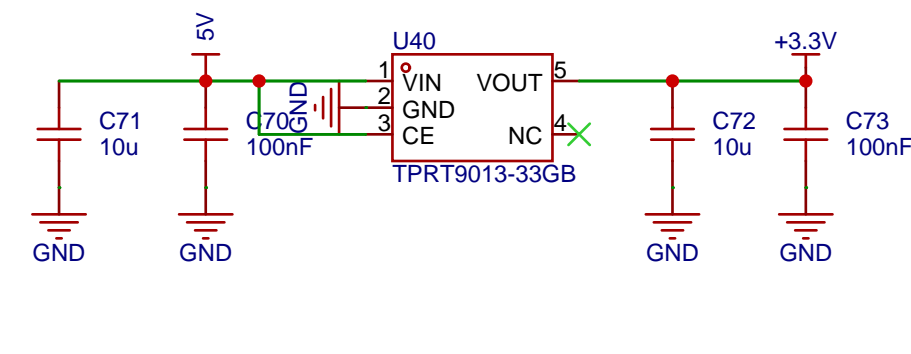 5V
U40
+3.3V
1
VIN
VOUT
5
2
GND
GND
3
CE
NC
4
TPRT9013-33GB
C71
10u
C70
100nF
C72
10u
C73
100nF
GND
GND
GND
GND